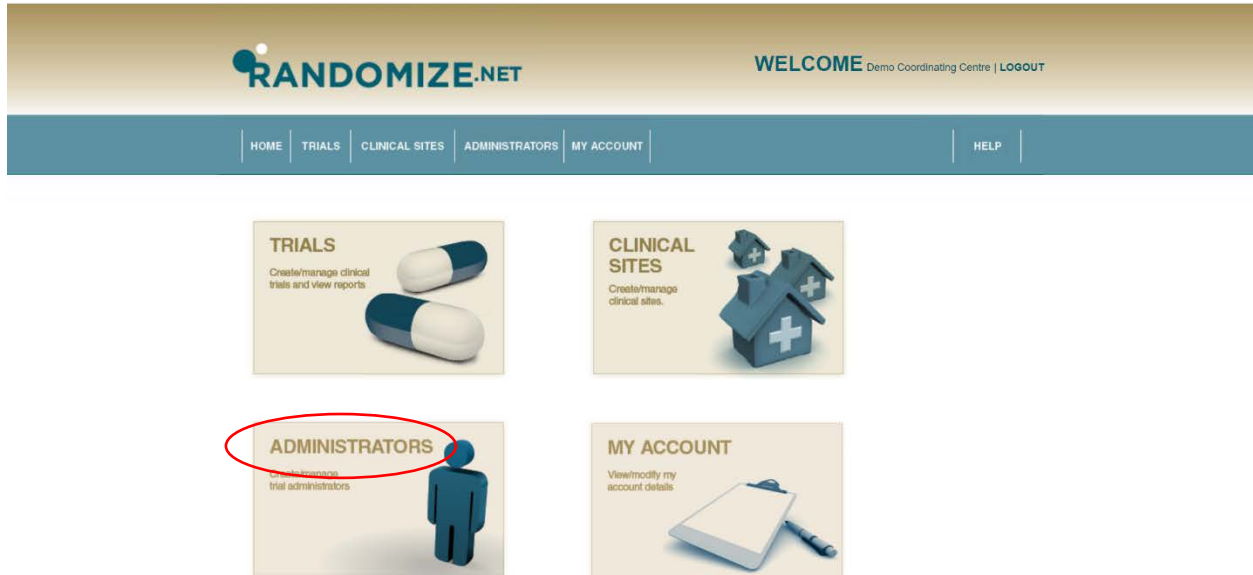 RANDOMIZE.NET
WELCOME Demo Coordinating Centre | LOGOUT
HOME TRIALS CLINICAL SITES ADMINISTRATORS MY ACCOUNT HELP
TRIALS
Create/manage clinical
trials and view reports
CLINICAL
SITES
Create/manage
clinical sites.
ADMINISTRATORS
Create/manage
trial administrators
MY ACCOUNT
View/modify my
account details